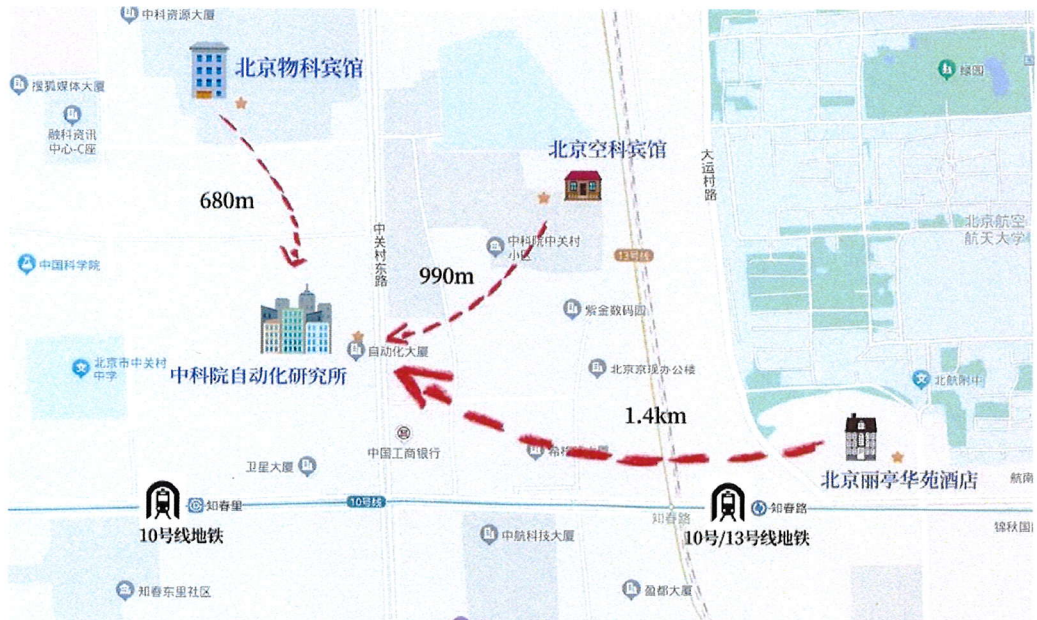 中科资源大厦
北京物科宾馆
搜狐媒体大厦
融科资讯
中心-C座
绿园
北京空科宾馆
大运村路
680m
中关村东路
北京航空
航天大学
中国科学院
中科院中关村
小区
13号线
990m
紫金数码园
自动化大厦
北京市中关村
中学
中科院自动化研究所
北航附中
1.4km
中国工商银行
卫星大厦
北京丽亭华苑酒店
航南
知春里
10号线
知春路
知春路
10号线地铁
10号/13号线地铁
锦秋国
中航科技大厦
知春东里社区
盈都大厦